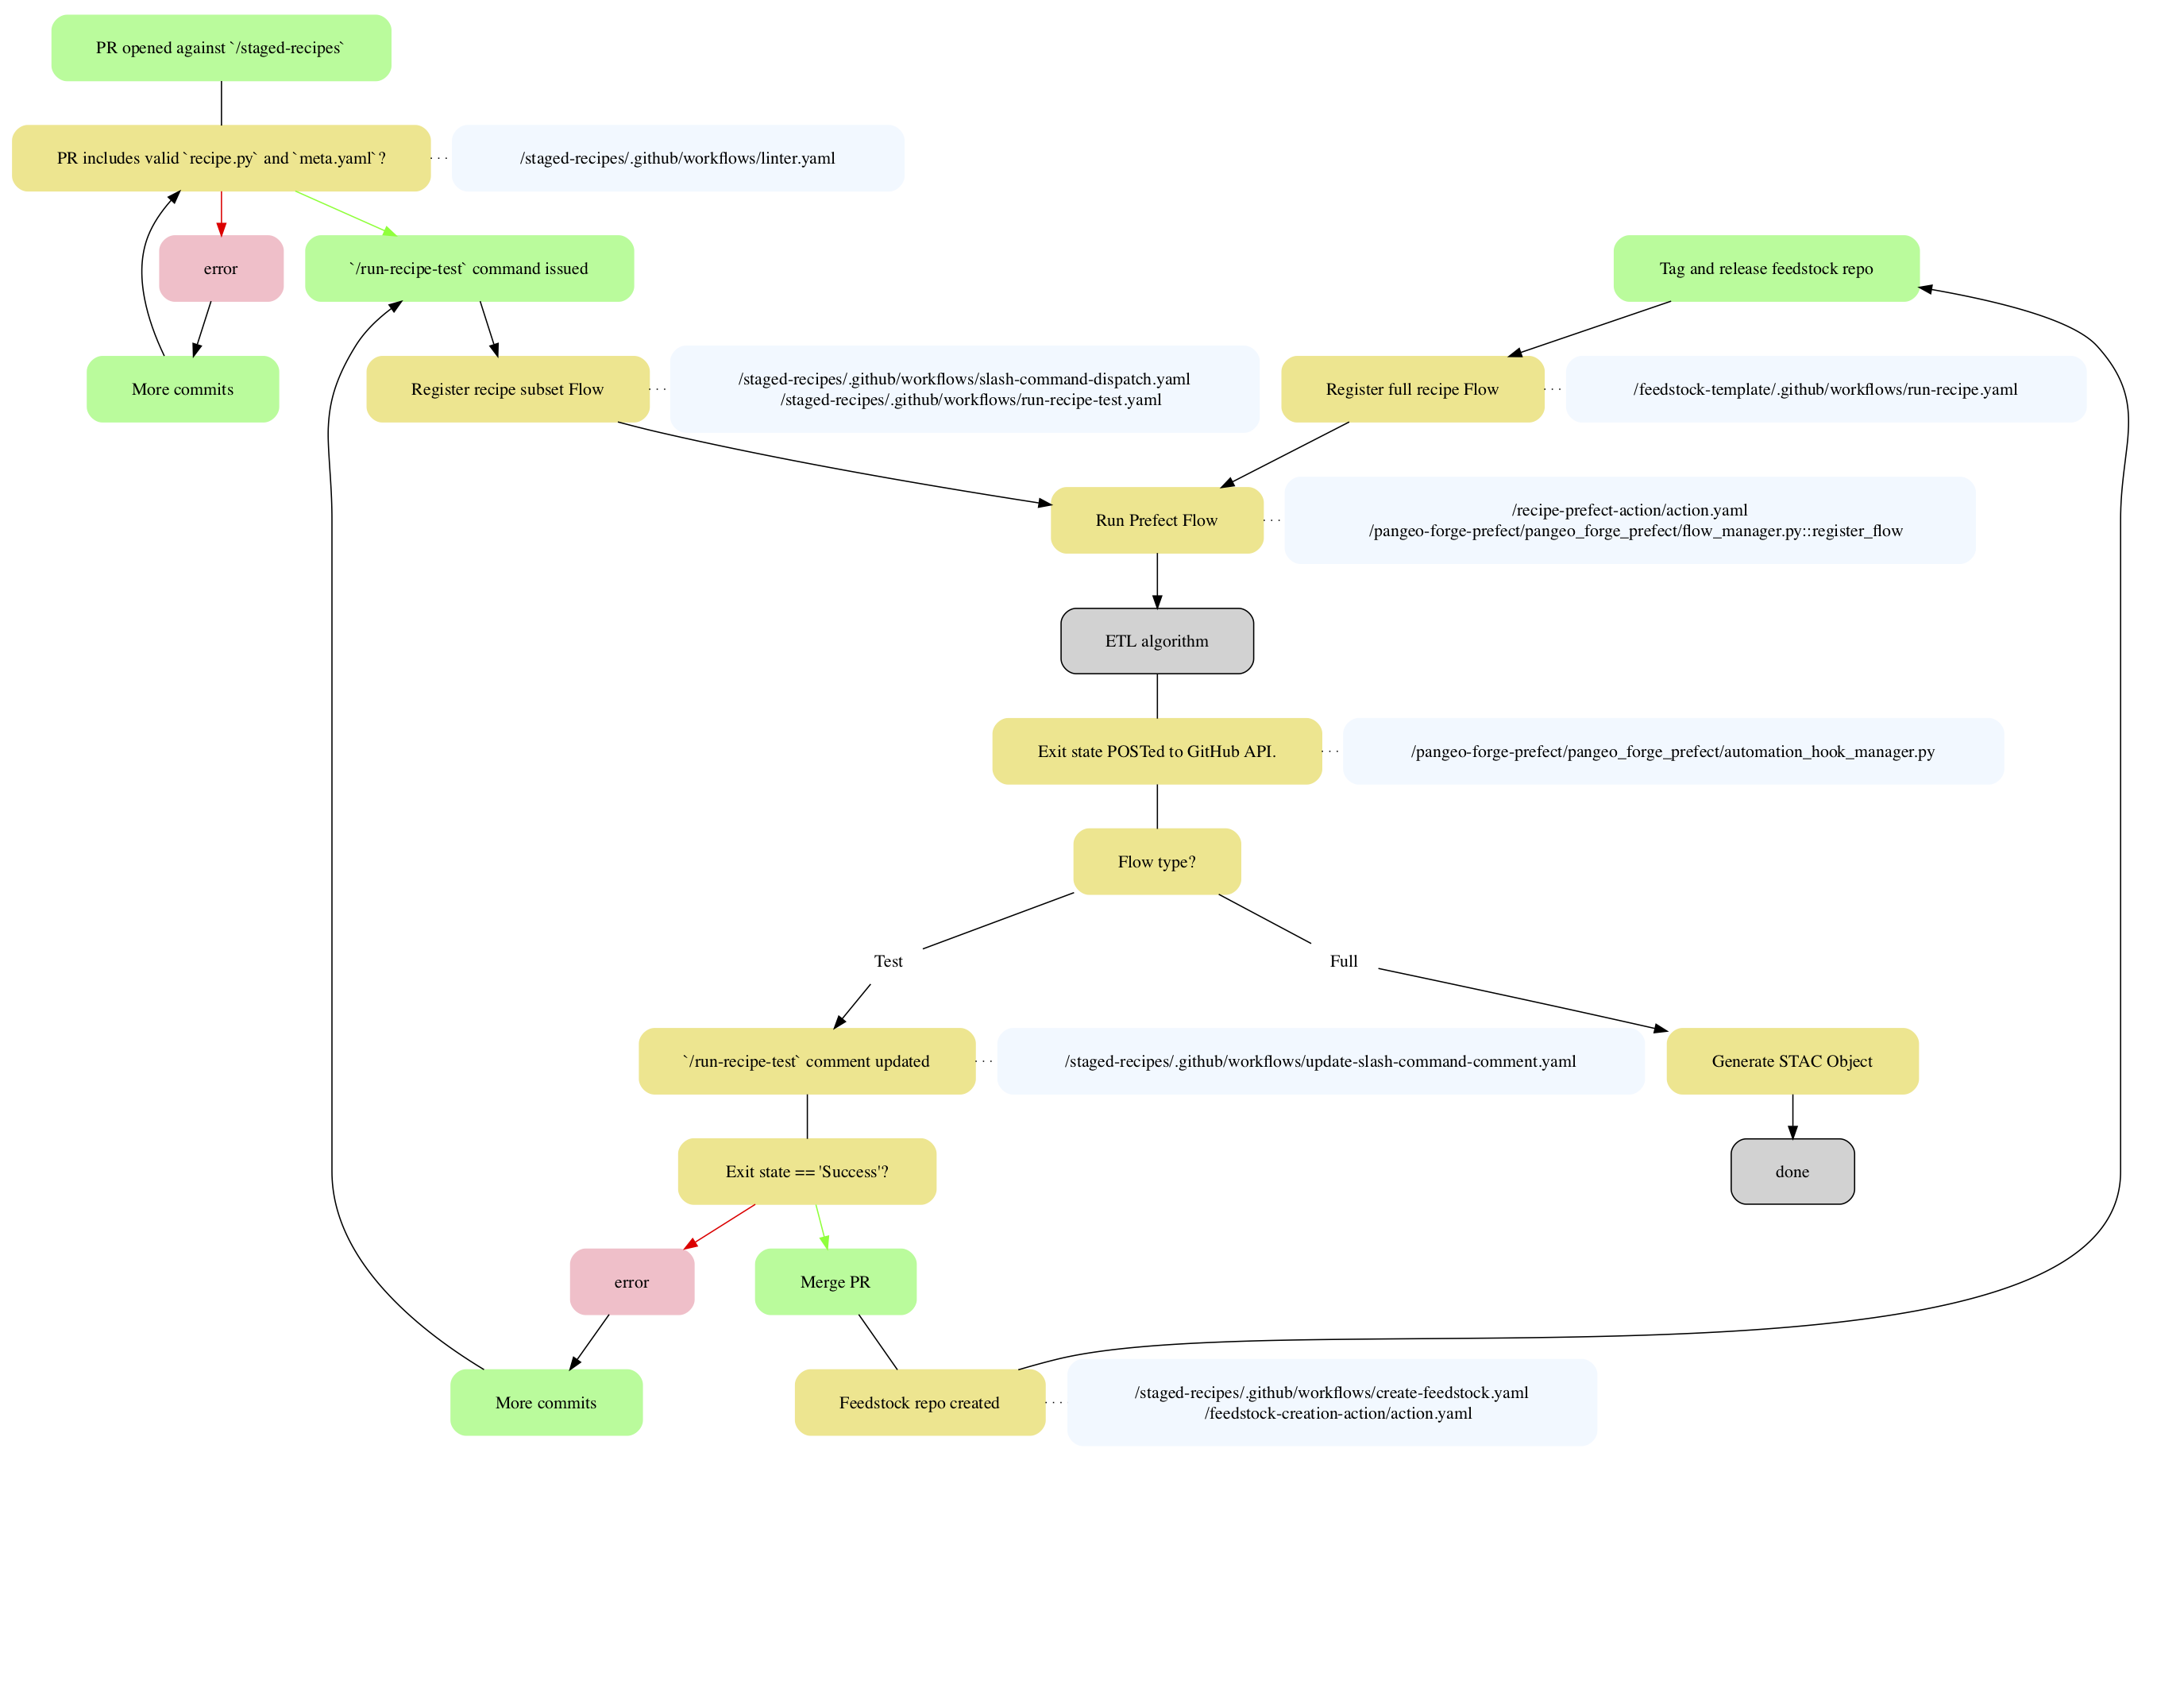 PR opened against `/staged-recipes`
PR includes valid `recipe.py` and `meta.yaml`?
/staged-recipes/.github/workflows/linter.yaml
error
`/run-recipe-test` command issued
Tag and release feedstock repo
More commits
Register recipe subset Flow
/staged-recipes/.github/workflows/slash-command-dispatch.yaml
/staged-recipes/.github/workflows/run-recipe-test.yaml
Register full recipe Flow
/feedstock-template/.github/workflows/run-recipe.yaml
Run Prefect Flow
/recipe-prefect-action/action.yaml
/pangeo-forge-prefect/pangeo_forge_prefect/flow_manager.py::register_flow
ETL algorithm
Exit state POSTed to GitHub API.
/pangeo-forge-prefect/pangeo_forge_prefect/automation_hook_manager.py
Flow type?
Test
Full
`/run-recipe-test` comment updated
/staged-recipes/.github/workflows/update-slash-command-comment.yaml
Generate STAC Object
Exit state == 'Success'?
done
error
Merge PR
More commits
Feedstock repo created
/staged-recipes/.github/workflows/create-feedstock.yaml
/feedstock-creation-action/action.yaml